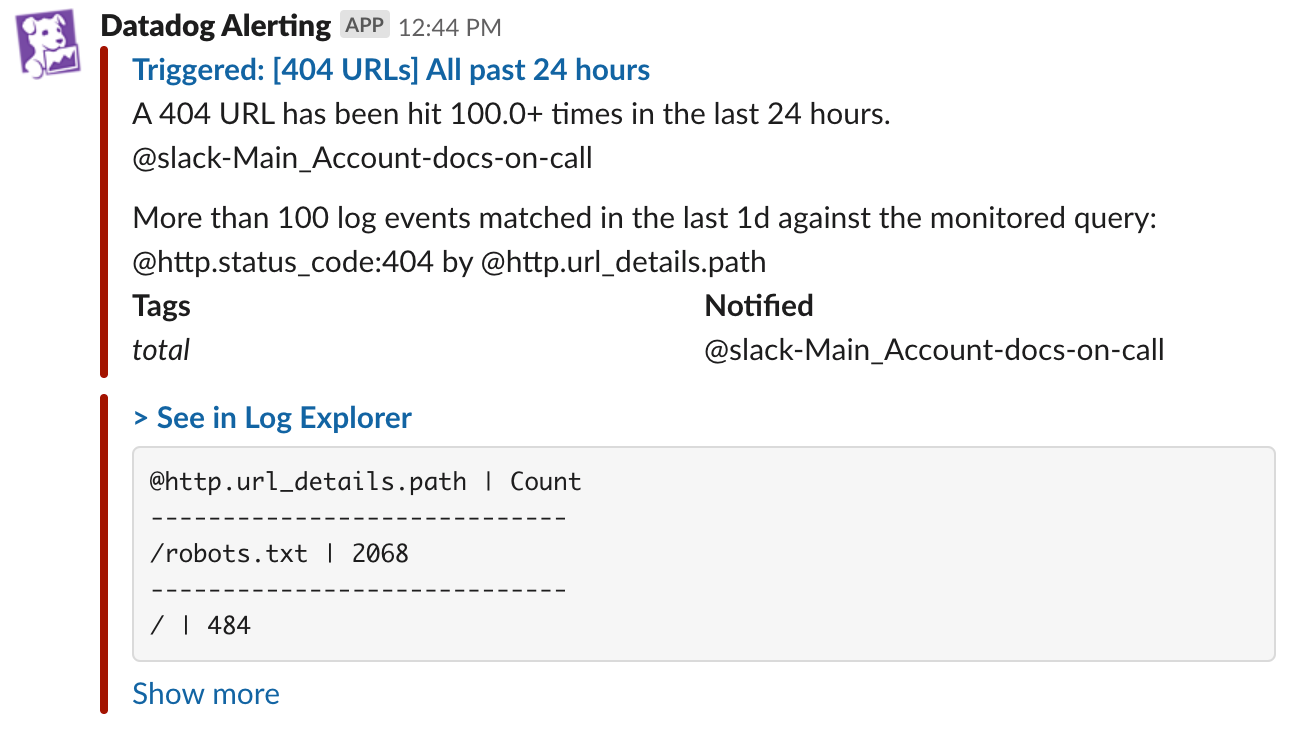 Datadog Alerting APP 12:44 PM
Triggered: [404 URLs] All past 24 hours
A 404 URL has been hit 100.0+ times in the last 24 hours.
@slack-Main_Account-docs-on-call
More than 100 log events matched in the last 1d against the monitored query:
@http.status_code:404 by @http.url_details.path
Tags Notified
total @slack-Main_Account-docs-on-call
> See in Log Explorer
@http.url_details.path | Count
-----------------------------
/robots.txt | 2068
-----------------------------
/ | 484
Show more